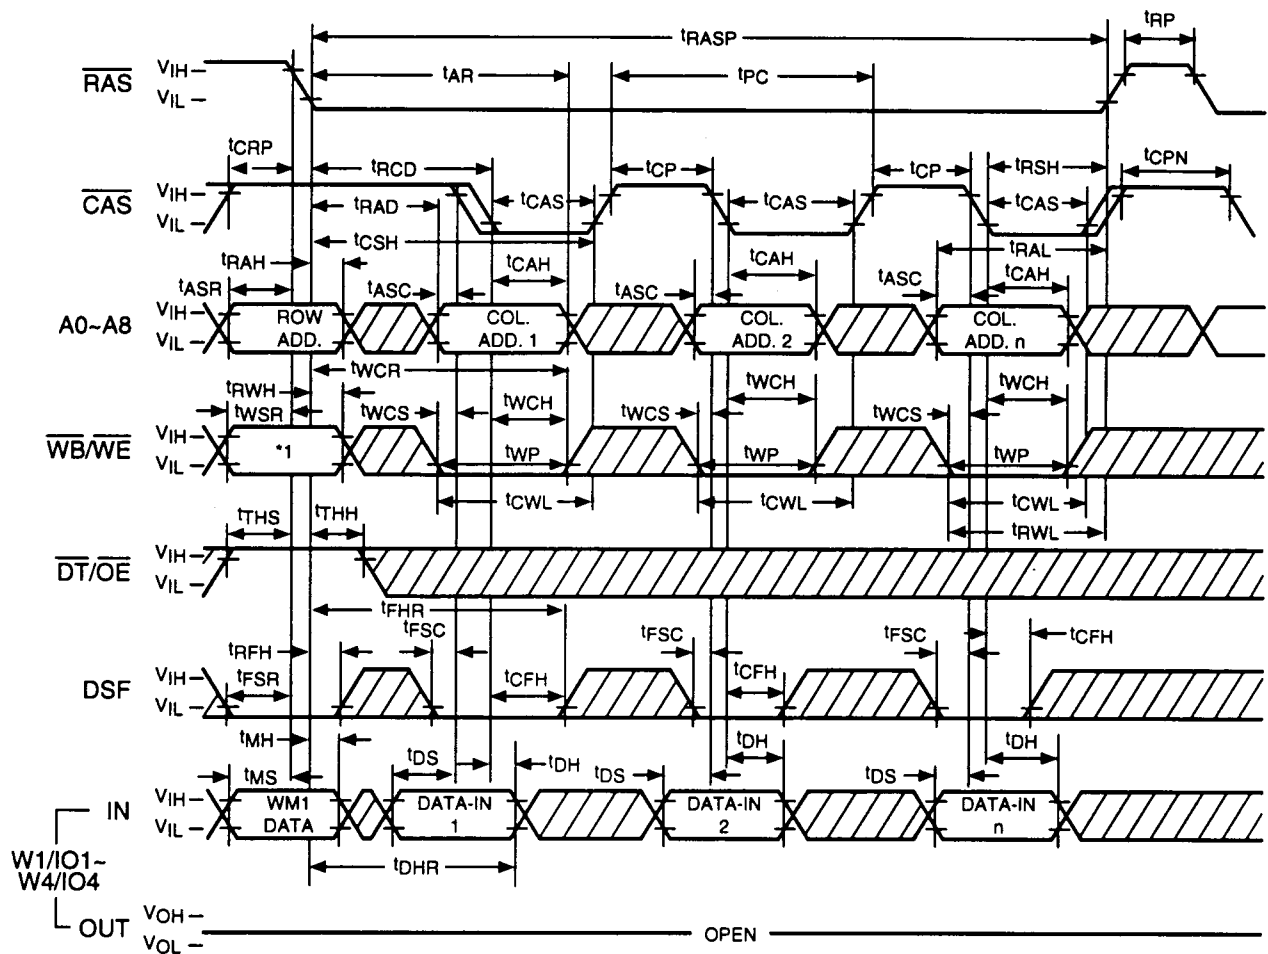 tRASP tRP
RAS VIH tAR tPC
VIL
tCRP tRCD tCP tCP tRSH tCPN
CAS VIH tRAD tCAS tCAS tCAS
VIL tCSH tRAL
tRAH tCAH tCAH
tASR tASC tASC tASC
A0~A8 VIH ROW COL. COL. COL.
VIL ADD. ADD. 1 ADD. 2 ADD. n
tWCR
tRWH tWCH tWCH
tWSR tWCS tWCH tWCS tWCS
WB/WE VIH *1
VIL tWP tWP tWP
tCWL tCWL tCWL
tTHS tTHH tRWL
DT/OE VIH
VIL
tFHR
tRFH tFSC tFSC tFSC tCFH
DSF VIH tFSR tCFH tCFH
VIL
tMH tDH tDH
tMS tDS tDH tDS tDS
IN VIH WM1 DATA-IN DATA-IN DATA-IN
VIL DATA 1 2 n
tDHR
W1/IO1~
W4/IO4
OUT VOH
VOL OPEN